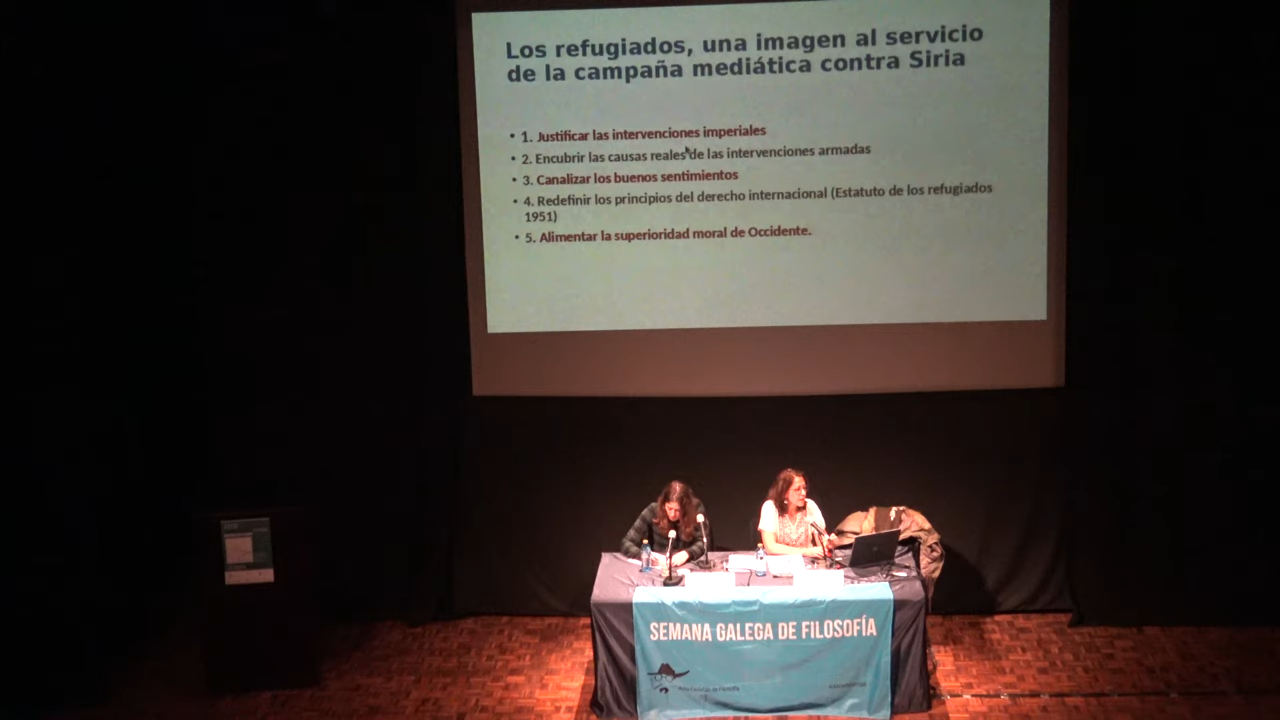 Los refugiados, una imagen al servicio
de la campaña mediática contra Siria
• 1. Justificar las intervenciones imperiales
• 2. Encubrir las causas reales de las intervenciones armadas
• 3. Canalizar los buenos sentimientos
• 4. Redefinir los principios del derecho internacional (Estatuto de los refugiados
1951)
• 5. Alimentar la superioridad moral de Occidente.
SEMANA GALEGA DE FILOSOFÍA
de Filosofía